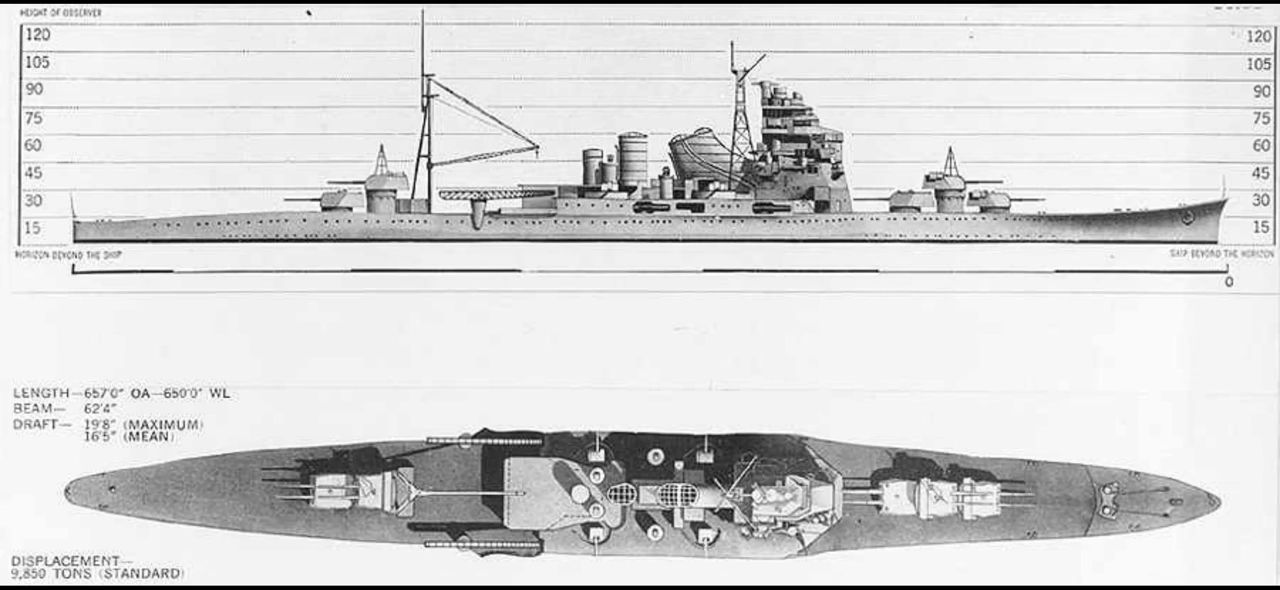 HEIGHT OF OBSERVER
120 120
105 105
90 90
75 75
60 60
45 45
30 30
15 15
HORIZON BEYOND THE SHIP SHIP BEYOND THE HORIZON
0
LENGTH—657'0" OA—650'0" WL
BEAM— 62'4"
DRAFT— 19'8" (MAXIMUM)
16'5" (MEAN)
DISPLACEMENT—
9,850 TONS (STANDARD)